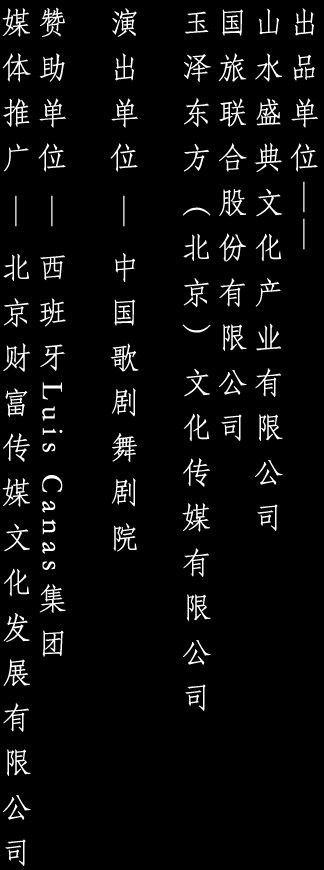 出品单位——
山水盛典文化产业有限公司
国旅联合股份有限公司
玉泽东方（北京）文化传媒有限公司
演出单位—中国歌剧舞剧院
赞助单位—西班牙Luis Canas集团
媒体推广—北京财富传媒文化发展有限公司